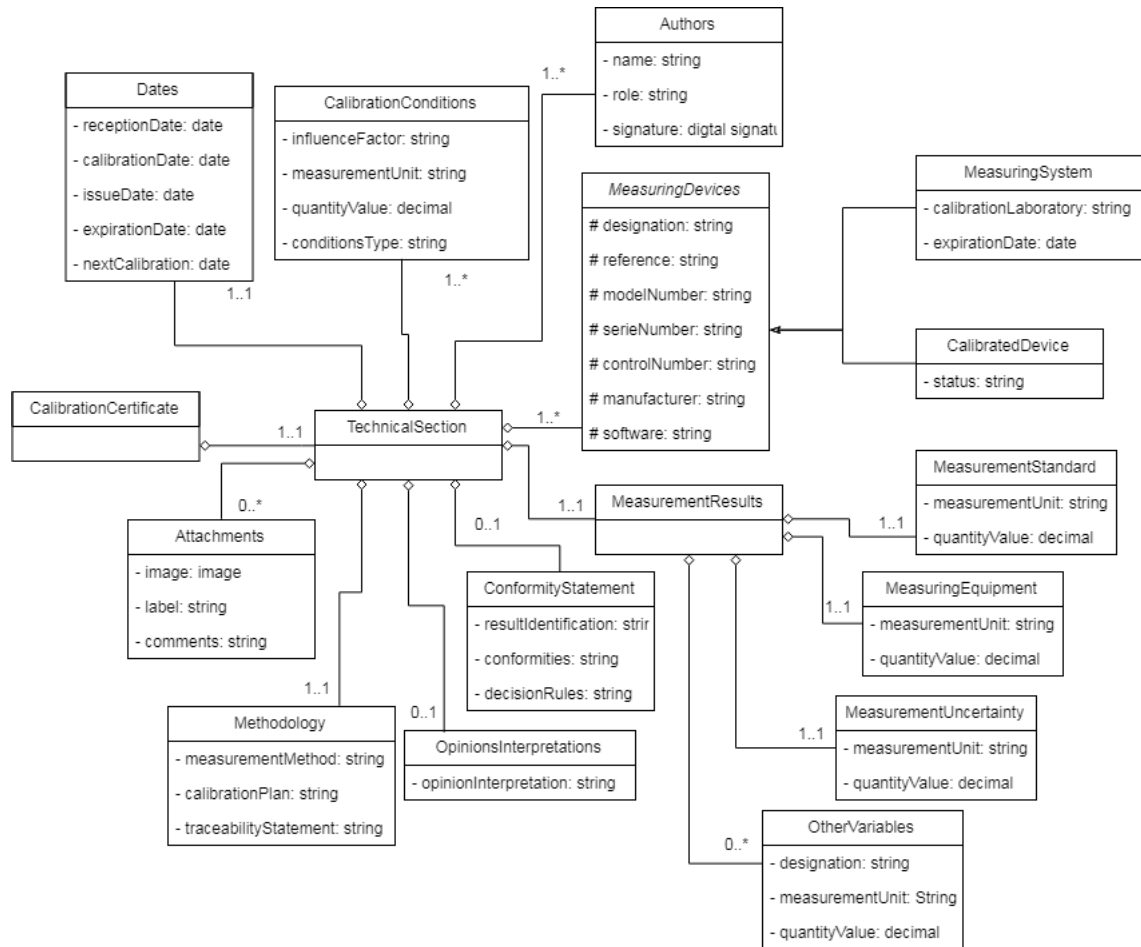 Authors
- name: string
- role: string
- signature: digtal signatu
1..*
Dates
- receptionDate: date
- calibrationDate: date
- issueDate: date
- expirationDate: date
- nextCalibration: date
1..1
CalibrationConditions
- influenceFactor: string
- measurementUnit: string
- quantityValue: decimal
- conditionsType: string
1..*
MeasuringDevices
# designation: string
# reference: string
# modelNumber: string
# serieNumber: string
# controlNumber: string
# manufacturer: string
# software: string
1..*
MeasuringSystem
- calibrationLaboratory: string
- expirationDate: date
CalibratedDevice
- status: string
CalibrationCertificate
1..1
TechnicalSection
MeasurementResults
1..1
MeasurementStandard
- measurementUnit: string
- quantityValue: decimal
1..1
Attachments
- image: image
- label: string
- comments: string
0..*
ConformityStatement
- resultIdentification: strin
- conformities: string
- decisionRules: string
0..1
MeasuringEquipment
- measurementUnit: string
- quantityValue: decimal
1..1
Methodology
- measurementMethod: string
- calibrationPlan: string
- traceabilityStatement: string
1..1
OpinionsInterpretations
- opinionInterpretation: string
0..1
MeasurementUncertainty
- measurementUnit: string
- quantityValue: decimal
1..1
OtherVariables
- designation: string
- measurementUnit: String
- quantityValue: decimal
0..*